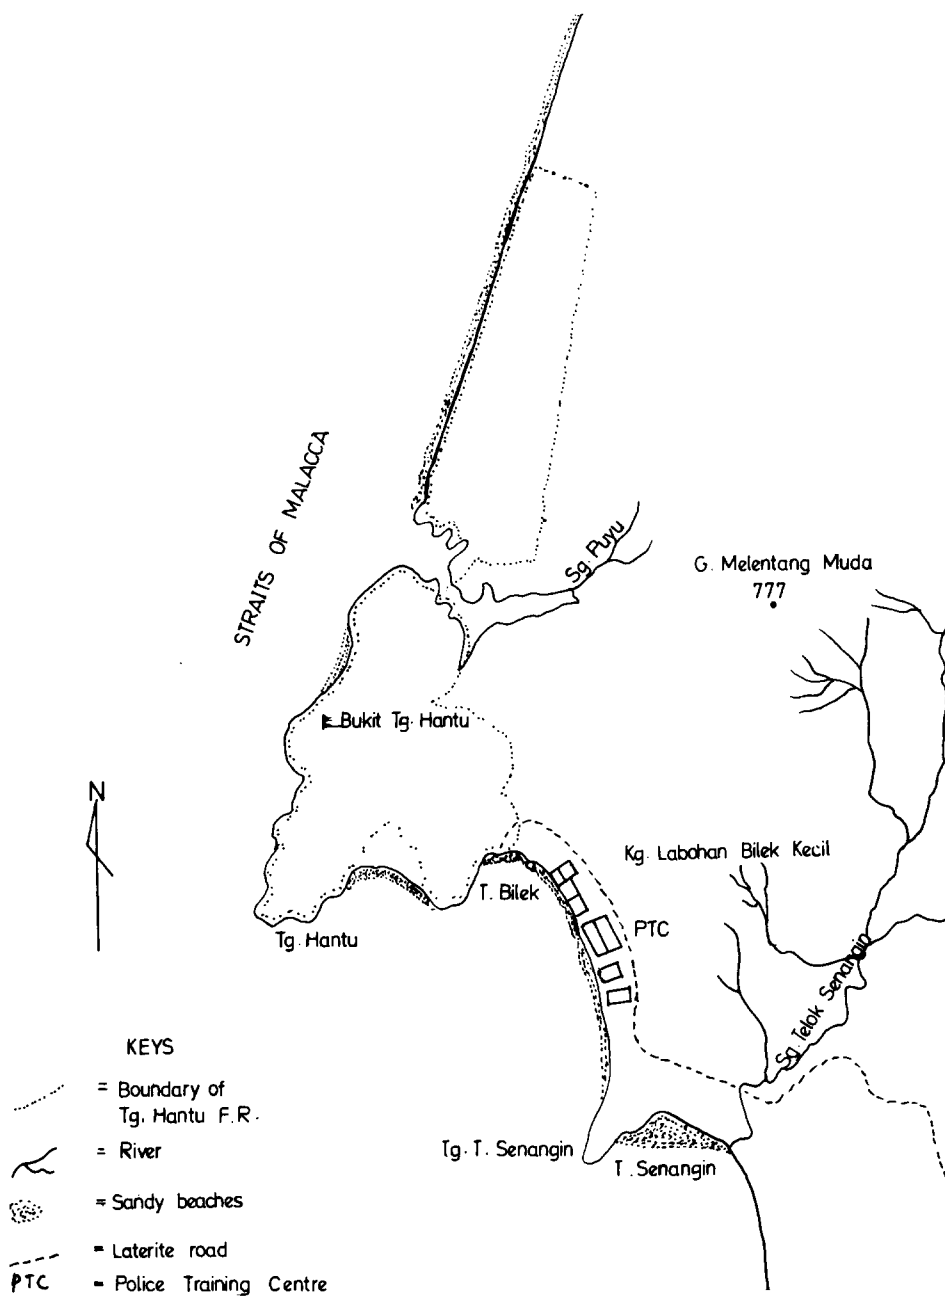 STRAITS OF MALACCA
Sg. Puyu
G. Melentang Muda
777
Bukit Tg. Hantu
N
Kg. Labohan Bilek Kecil
T. Bilek
PTC
Tg. Hantu
Sg. Telok Senangin
Tg. T. Senangin
T. Senangin
KEYS
= Boundary of
Tg. Hantu F.R.
= River
= Sandy beaches
= Laterite road
PTC = Police Training Centre